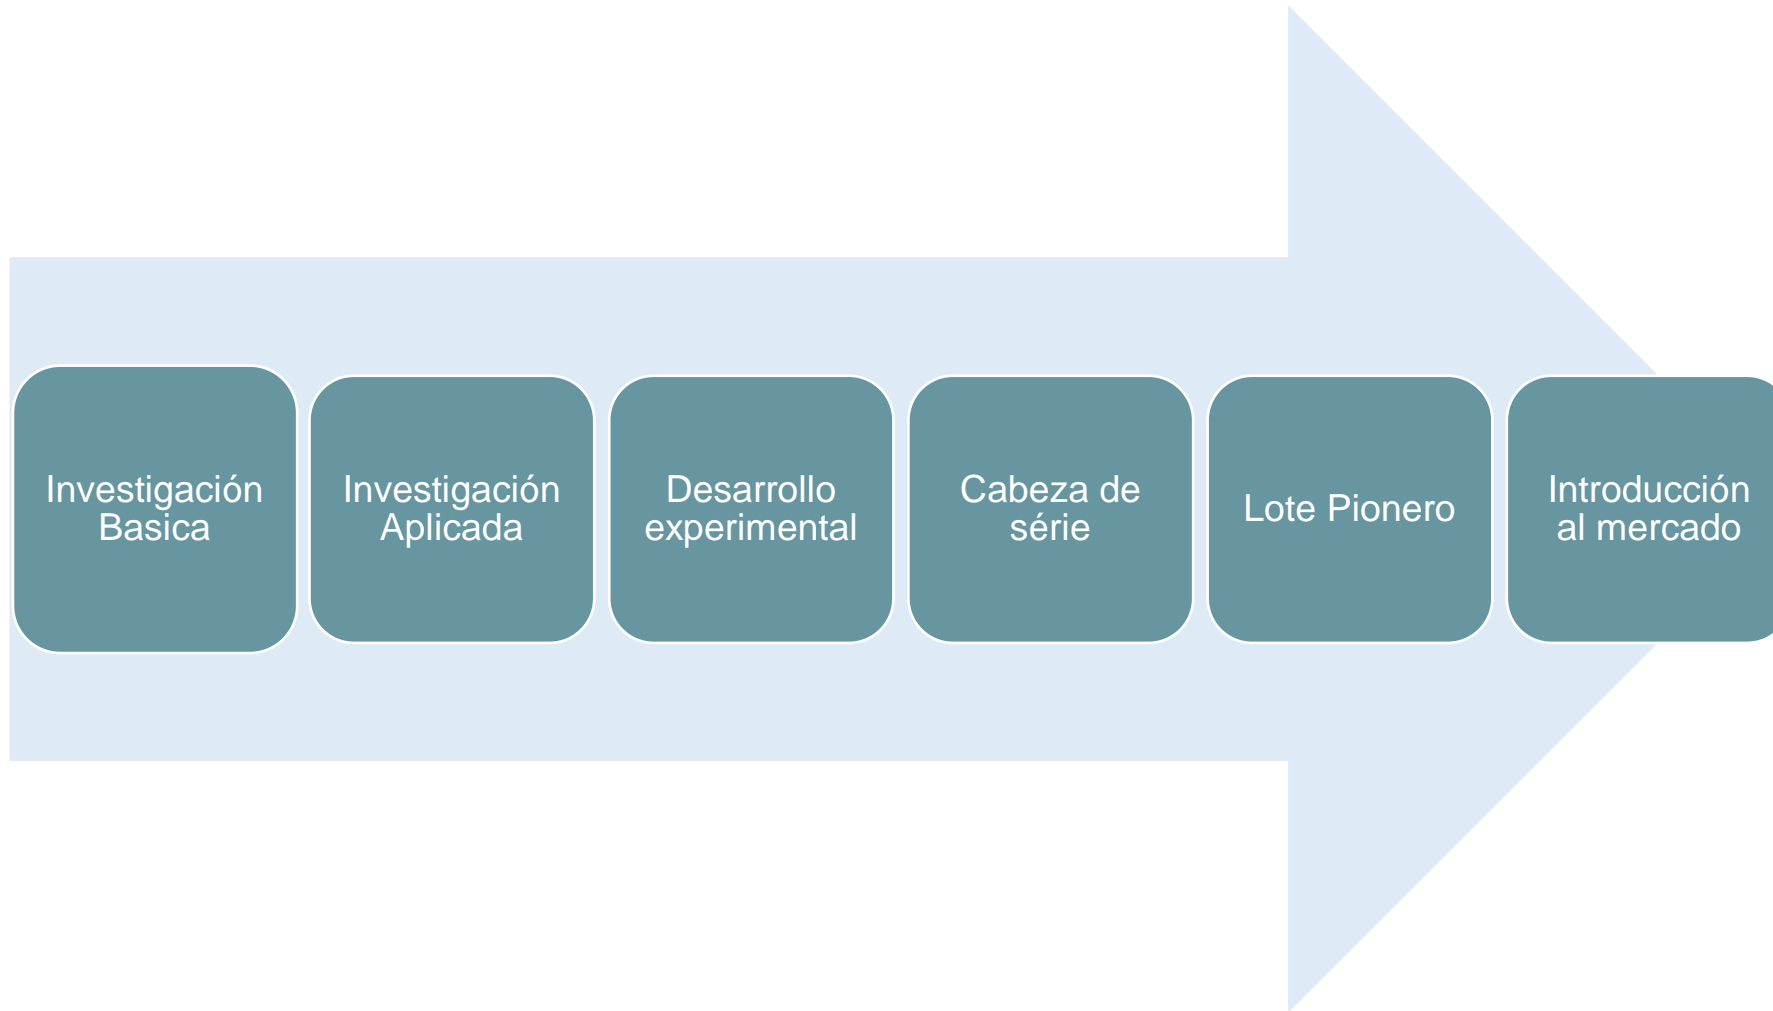 Investigación
Basica
Investigación
Aplicada
Desarrollo
experimental
Cabeza de
série
Lote Pionero
Introducción
al mercado